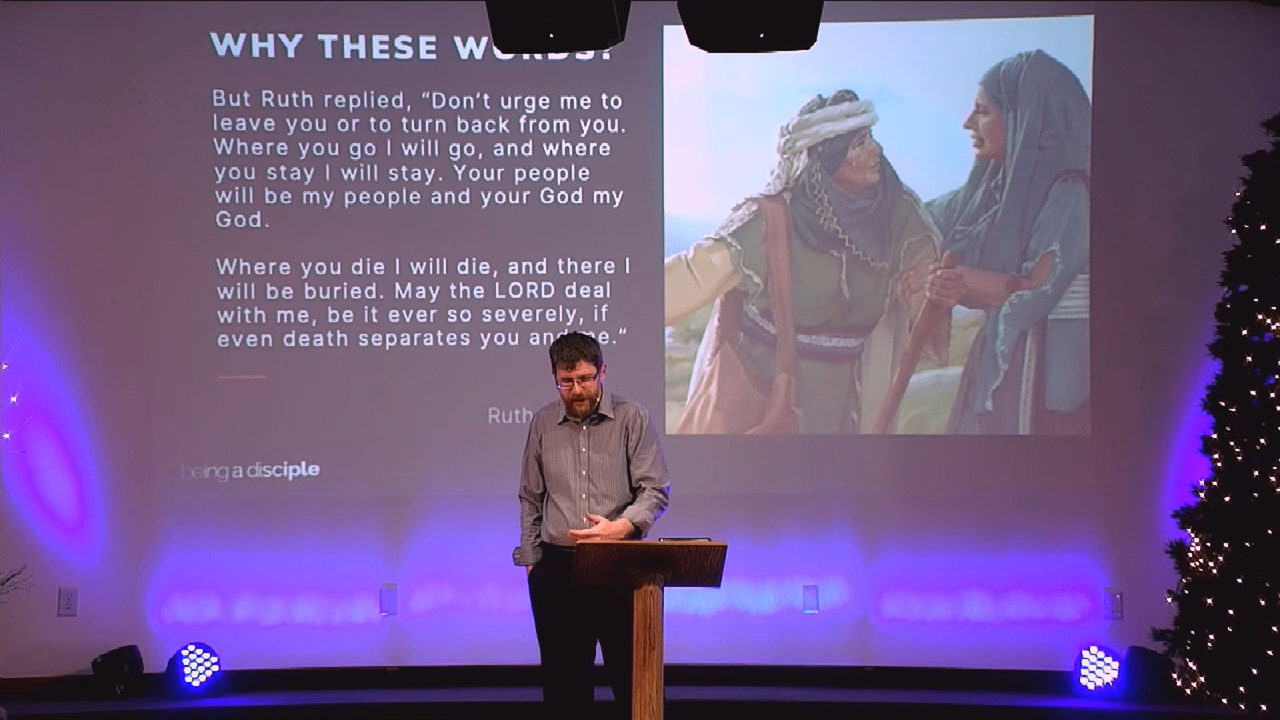 WHY THESE WORDS?
But Ruth replied, “Don’t urge me to
leave you or to turn back from you.
Where you go I will go, and where
you stay I will stay. Your people
will be my people and your God my
God.
Where you die I will die, and there I
will be buried. May the LORD deal
with me, be it ever so severely, if
even death separates you and me.“
Ruth
being a disciple